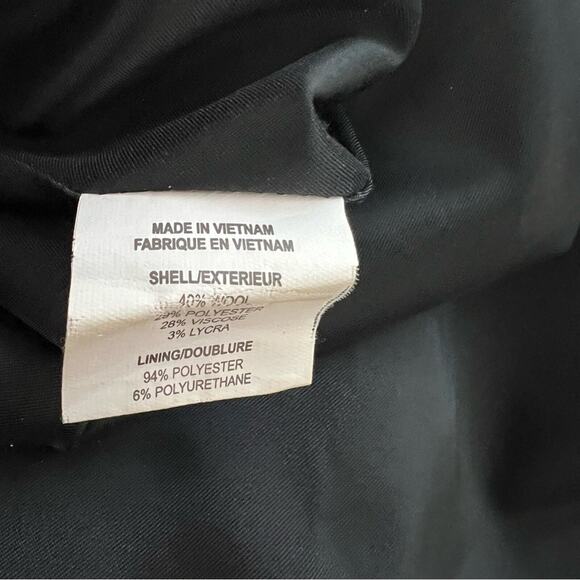 MADE IN VIETNAM
FABRIQUE EN VIETNAM
SHELL/EXTERIEUR
40% WOOL
29% POLYESTER
28% VISCOSE
3% LYCRA
LINING/DOUBLURE
94% POLYESTER
6% POLYURETHANE